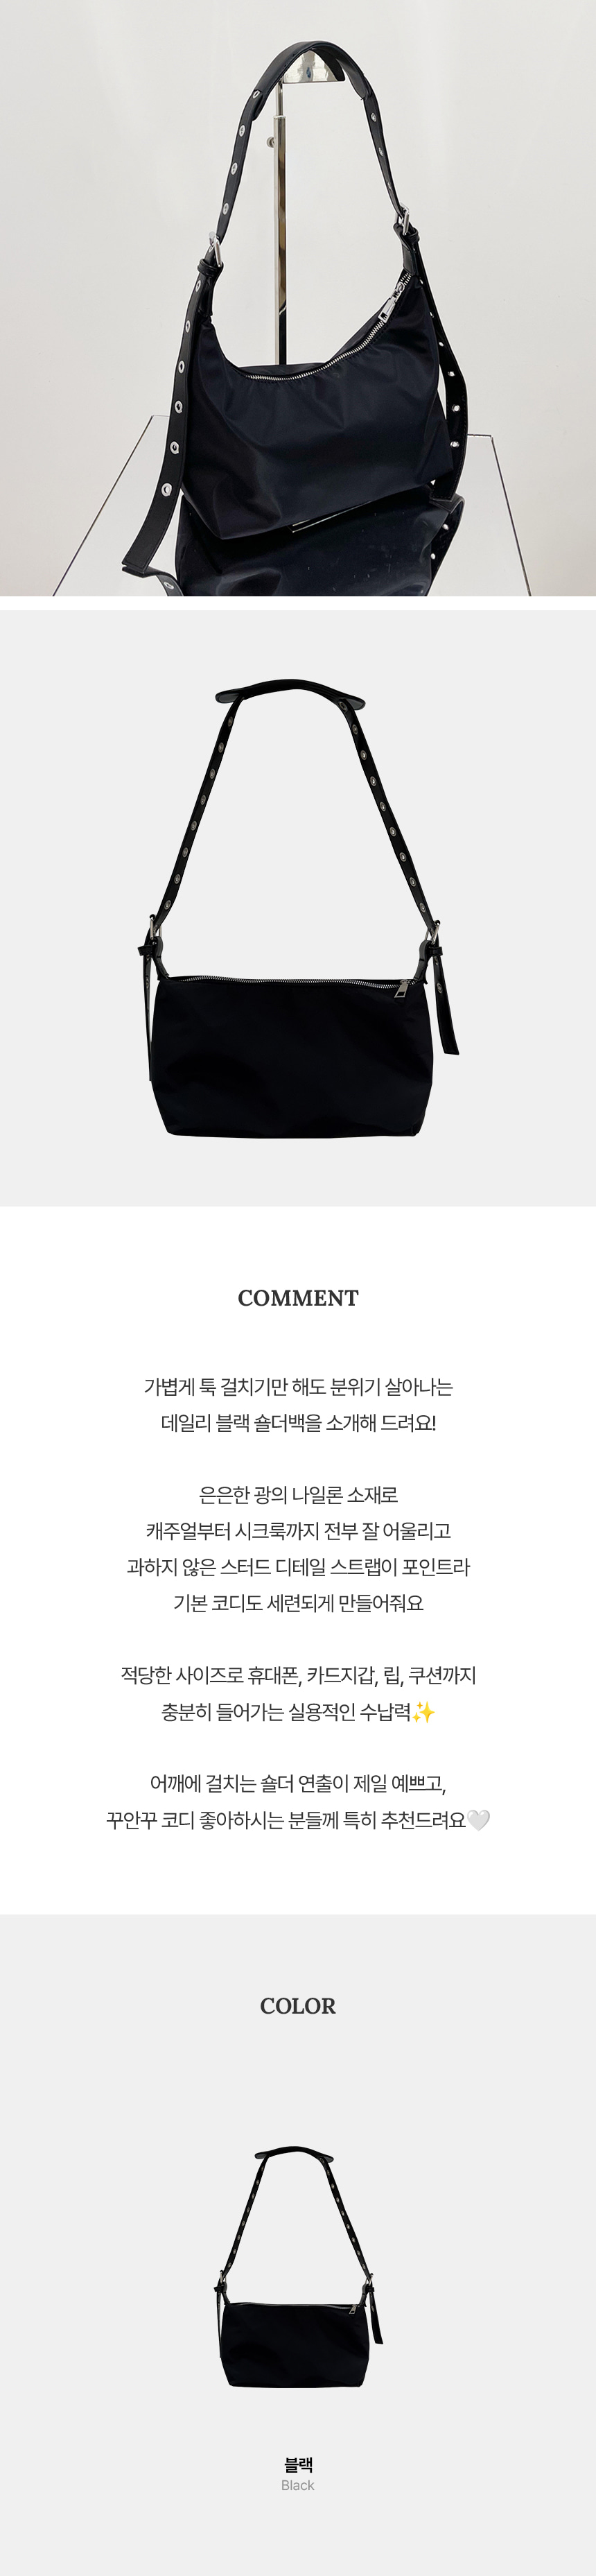 COMMENT
가볍게 툭 걸치기만 해도 분위기 살아나는
데일리 블랙 숄더백을 소개해 드려요!
은은한 광의 나일론 소재로
캐주얼부터 시크룩까지 전부 잘 어울리고
과하지 않은 스터드 디테일 스트랩이 포인트라
기본 코디도 세련되게 만들어줘요
적당한 사이즈로 휴대폰, 카드지갑, 립, 쿠션까지
충분히 들어가는 실용적인 수납력✨
어깨에 걸치는 숄더 연출이 제일 예쁘고,
꾸안꾸 코디 좋아하시는 분들께 특히 추천드려요🤍
COLOR
블랙
Black